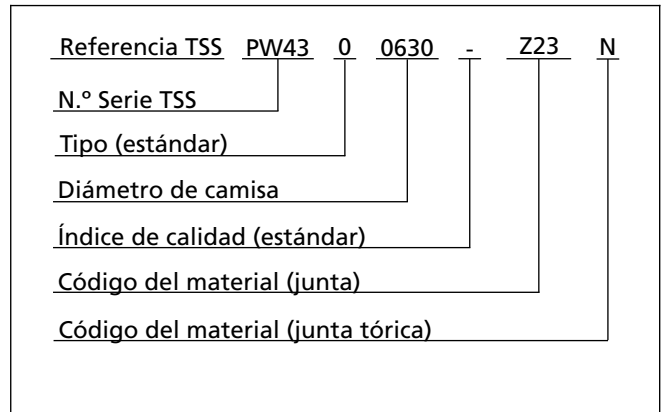 Referencia TSS PW43 0 0630 - Z23 N
N.º Serie TSS
Tipo (estándar)
Diámetro de camisa
Índice de calidad (estándar)
Código del material (junta)
Código del material (junta tórica)